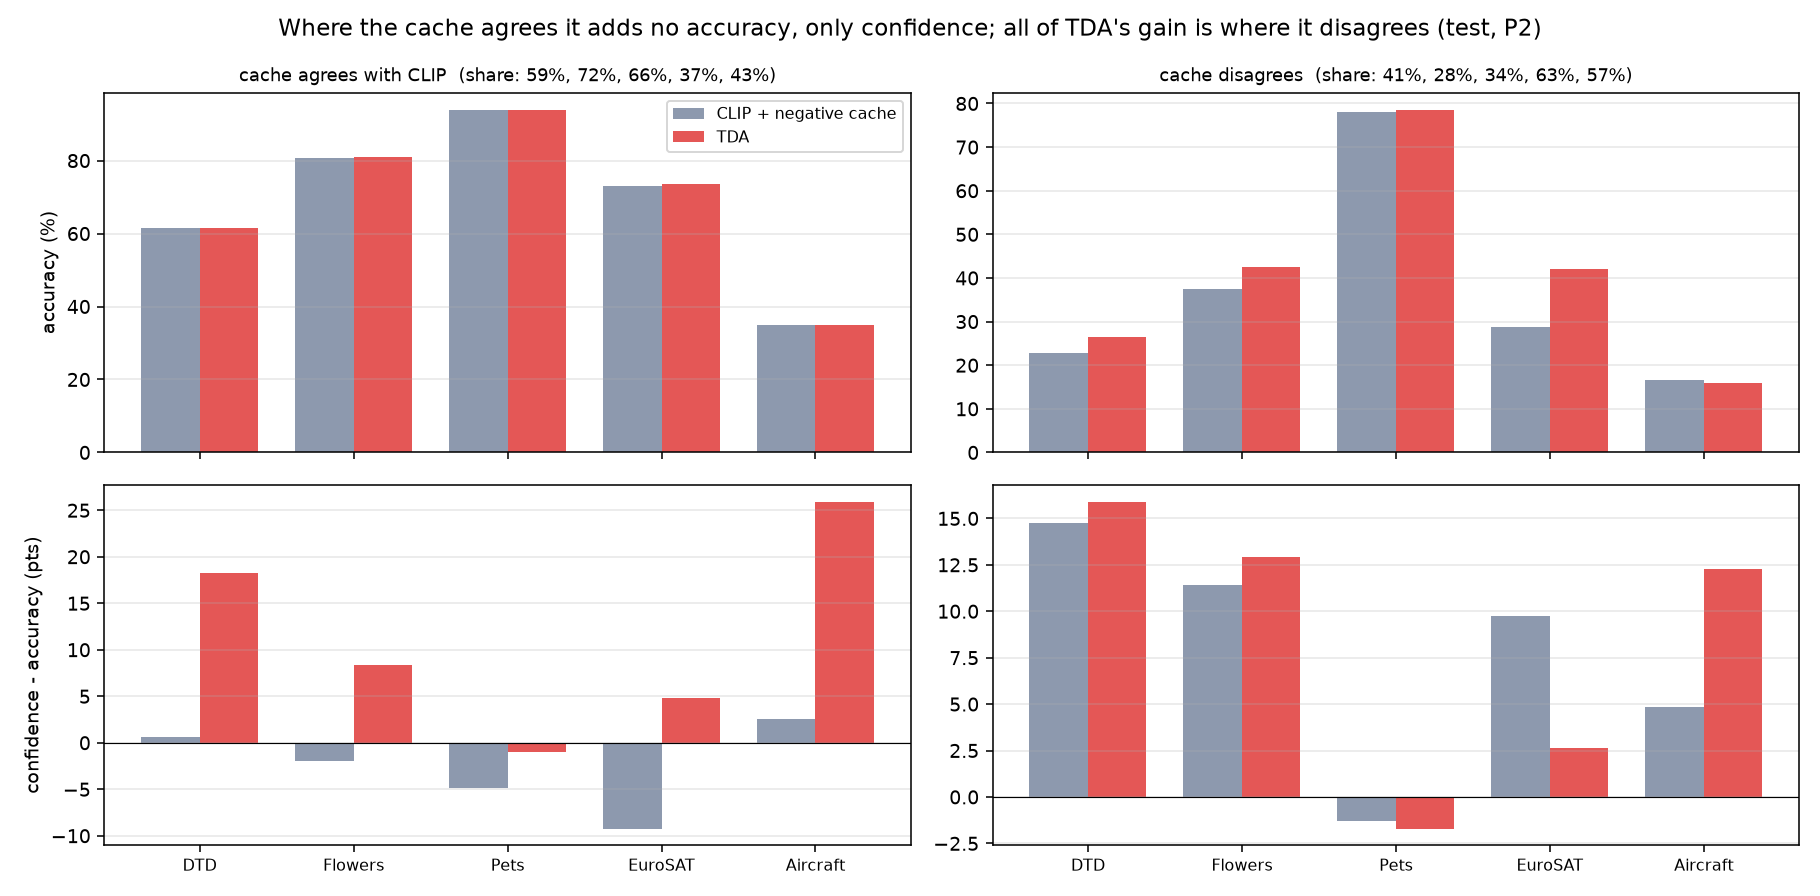 Where the cache agrees it adds no accuracy, only confidence; all of TDA's gain is where it disagrees (test, P2)
cache agrees with CLIP (share: 59%, 72%, 66%, 37%, 43%)
CLIP + negative cache
TDA
accuracy (%)
80
60
40
20
0
cache disagrees (share: 41%, 28%, 34%, 63%, 57%)
80
70
60
50
40
30
20
10
0
confidence - accuracy (pts)
25
20
15
10
5
0
−5
−10
DTD
Flowers
Pets
EuroSAT
Aircraft
15.0
12.5
10.0
7.5
5.0
2.5
0.0
−2.5
DTD
Flowers
Pets
EuroSAT
Aircraft